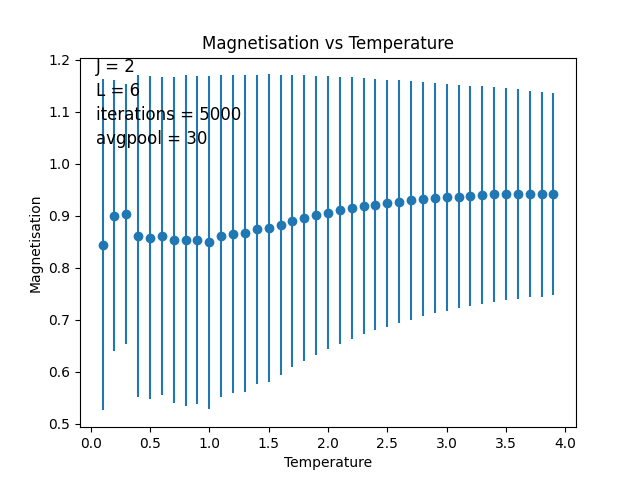 Magnetisation vs Temperature
J = 2
L = 6
iterations = 5000
avgpool = 30
Magnetisation
1.2
1.1
1.0
0.9
0.8
0.7
0.6
0.5
0.0 0.5 1.0 1.5 2.0 2.5 3.0 3.5 4.0
Temperature